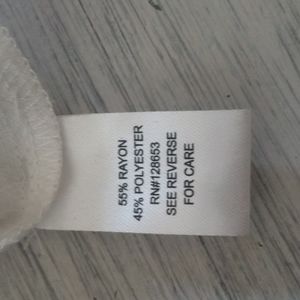 55% RAYON
45% POLYESTER
RN#128653
SEE REVERSE
FOR CARE